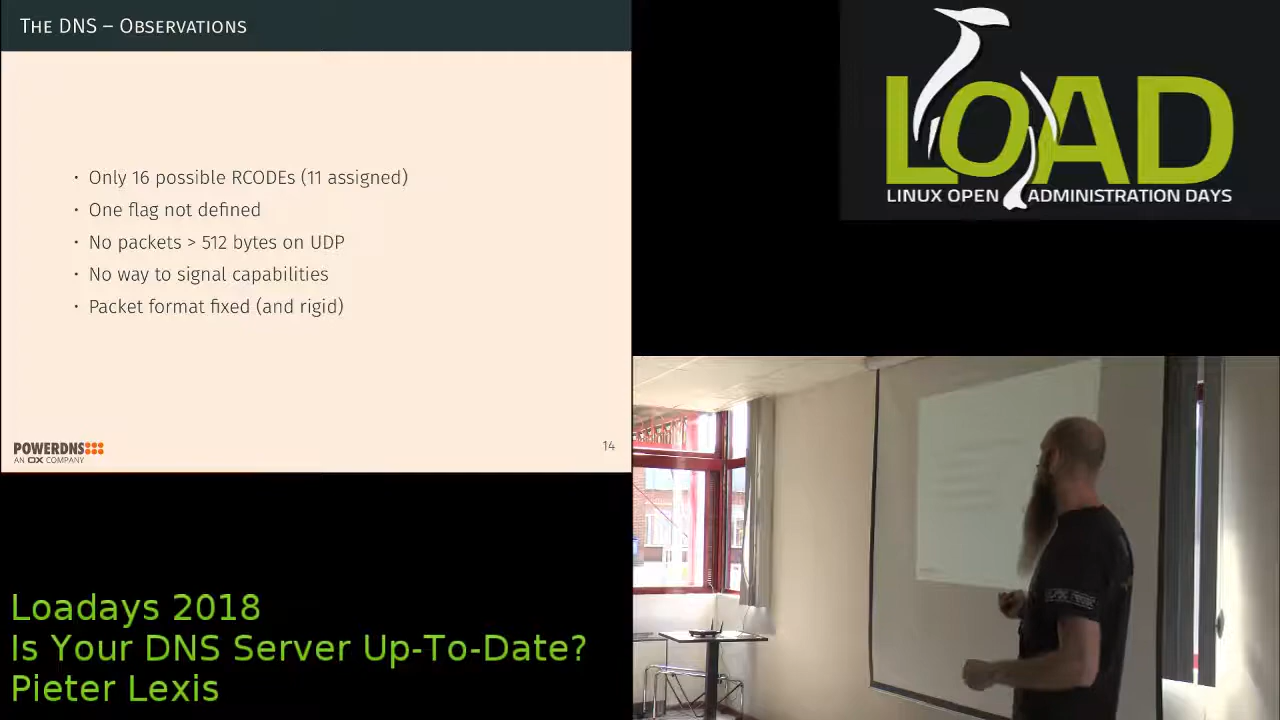 THE DNS – OBSERVATIONS
· Only 16 possible RCODEs (11 assigned)
· One flag not defined
· No packets > 512 bytes on UDP
· No way to signal capabilities
· Packet format fixed (and rigid)
POWERDNS
AN OX COMPANY
14
LOAD
LINUX OPEN ADMINISTRATION DAYS
Loadays 2018
Is Your DNS Server Up-To-Date?
Pieter Lexis